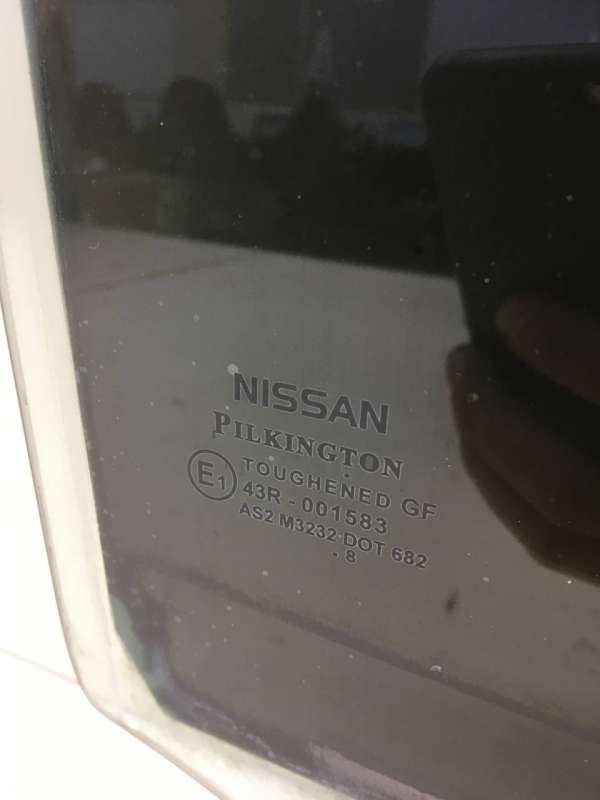 NISSAN
PILKINGTON
E1 TOUGHENED GF
43R - 001583
AS2 M3232 DOT 682
. 8